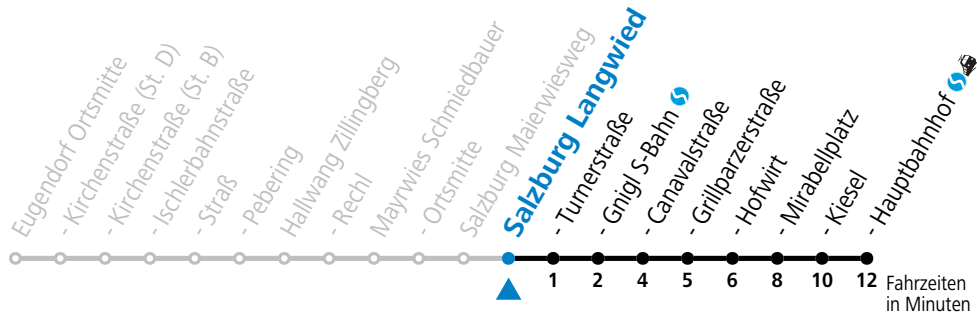 Eugendorf Ortsmitte
- Kirchenstraße (St. D)
- Kirchenstraße (St. B)
- Ischlerbahnstraße
- Straß
- Pebering
Hallwang Zillingberg
- Rechl
Mayrwies Schmiedbauer
- Ortsmitte
Salzburg Maierwiesweg
Salzburg Langwied
- Turnerstraße
- Gnigl S-Bahn
- Canavalstraße
- Grillparzerstraße
- Hofwirt
- Mirabellplatz
- Kiesel
- Hauptbahnhof
1 2 4 5 6 8 10 12 Fahrzeiten
in Minuten